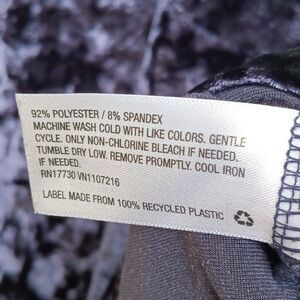 92% POLYESTER / 8% SPANDEX
MACHINE WASH COLD WITH LIKE COLORS. GENTLE
CYCLE. ONLY NON-CHLORINE BLEACH IF NEEDED.
TUMBLE DRY LOW. REMOVE PROMPTLY. COOL IRON
IF NEEDED.
RN17730 VN1107216
LABEL MADE FROM 100% RECYCLED PLASTIC